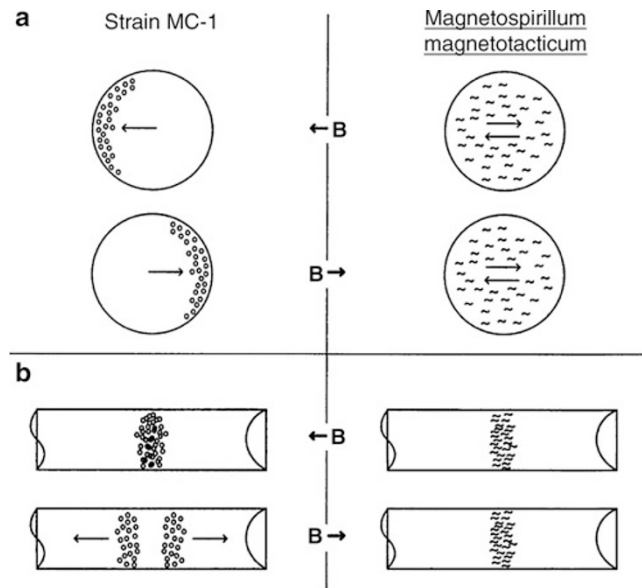 a
Strain MC-1
Magnetospirillum
magnetotacticum
←B
B→
b
←B
B→